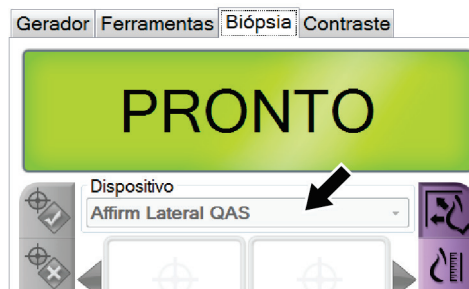 Gerador Ferramentas Biópsia Contraste
PRONTO
Dispositivo
Affirm Lateral QAS